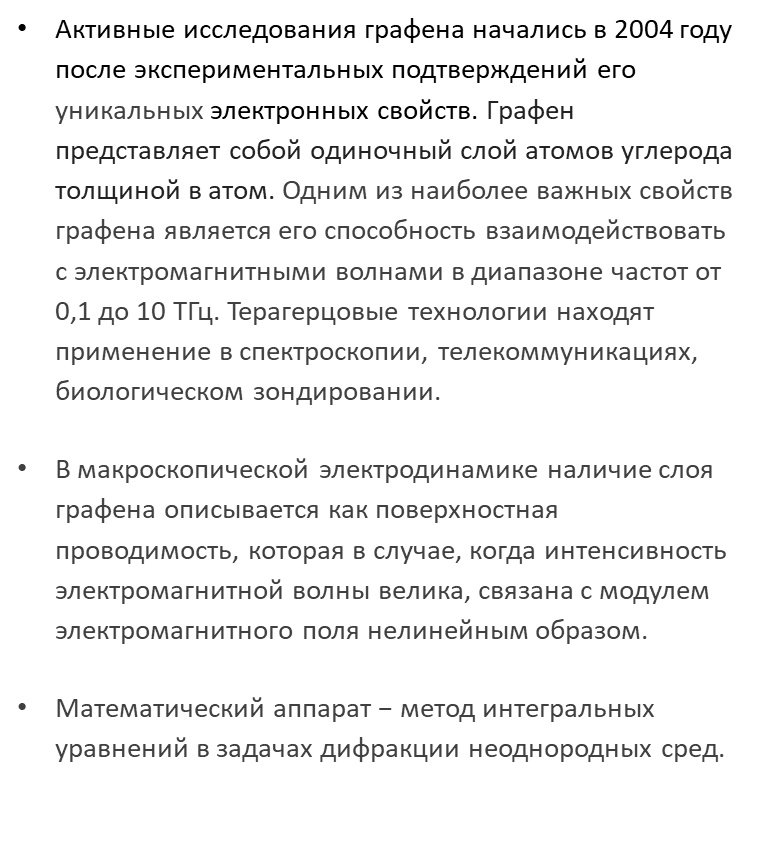 • Активные исследования графена начались в 2004 году
после экспериментальных подтверждений его
уникальных электронных свойств. Графен
представляет собой одиночный слой атомов углерода
толщиной в атом. Одним из наиболее важных свойств
графена является его способность взаимодействовать
с электромагнитными волнами в диапазоне частот от
0,1 до 10 ТГц. Терагерцовые технологии находят
применение в спектроскопии, телекоммуникациях,
биологическом зондировании.
• В макроскопической электродинамике наличие слоя
графена описывается как поверхностная
проводимость, которая в случае, когда интенсивность
электромагнитной волны велика, связана с модулем
электромагнитного поля нелинейным образом.
• Математический аппарат – метод интегральных
уравнений в задачах дифракции неоднородных сред.